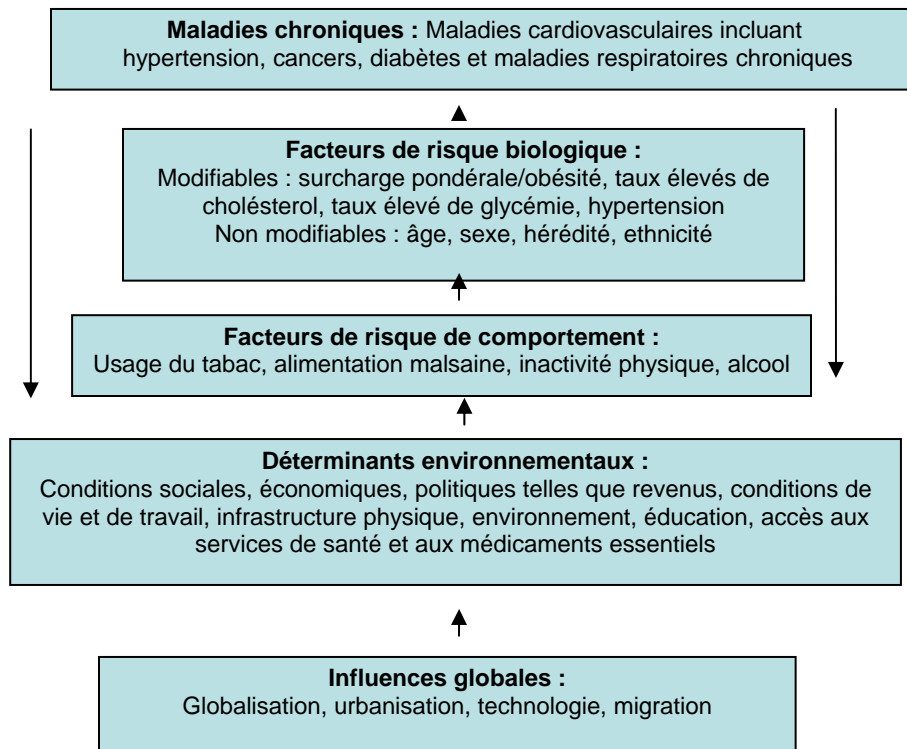 Maladies chroniques : Maladies cardiovasculaires incluant
hypertension, cancers, diabètes et maladies respiratoires chroniques
Facteurs de risque biologique :
Modifiables : surcharge pondérale/obésité, taux élevés de
cholésterol, taux élevé de glycémie, hypertension
Non modifiables : âge, sexe, hérédité, ethnicité
Facteurs de risque de comportement :
Usage du tabac, alimentation malsaine, inactivité physique, alcool
Déterminants environnementaux :
Conditions sociales, économiques, politiques telles que revenus, conditions de
vie et de travail, infrastructure physique, environnement, éducation, accès aux
services de santé et aux médicaments essentiels
Influences globales :
Globalisation, urbanisation, technologie, migration